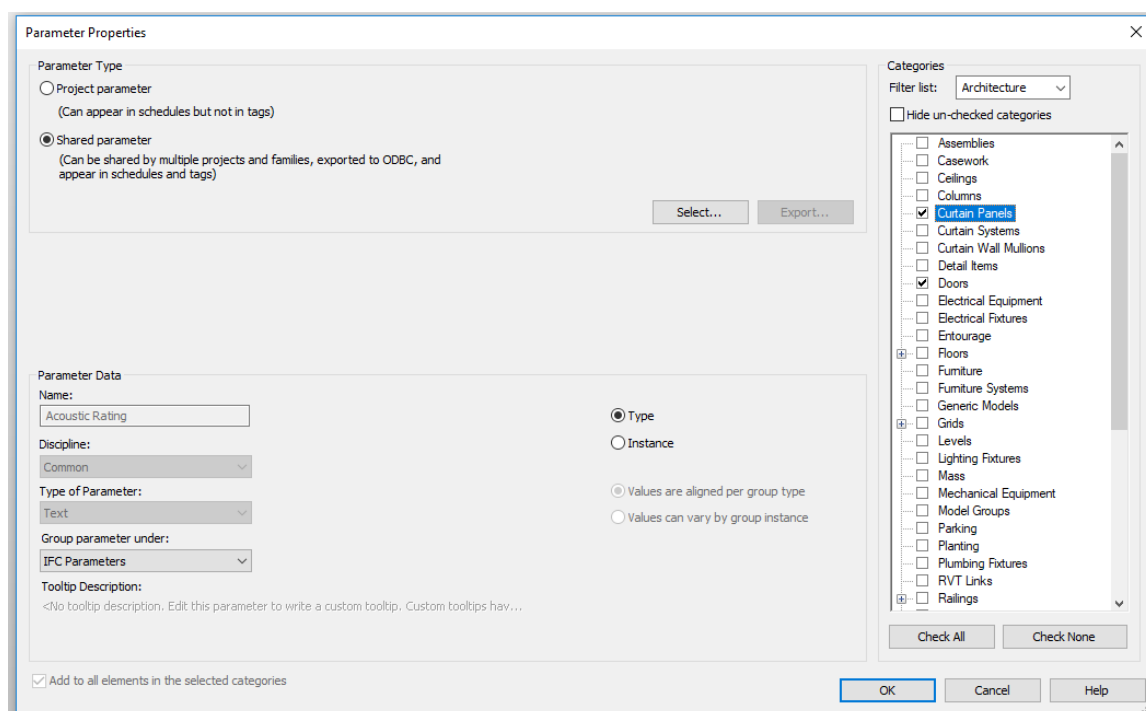 Parameter Properties
Parameter Type
Project parameter
(Can appear in schedules but not in tags)
Shared parameter
(Can be shared by multiple projects and families, exported to ODBC, and
appear in schedules and tags)
Select...
Export...
Parameter Data
Name:
Acoustic Rating
Discipline:
Common
Type of Parameter:
Text
Group parameter under:
IFC Parameters
Tooltip Description:
<No tooltip description. Edit this parameter to write a custom tooltip. Custom tooltips hav...
Type
Instance
Values are aligned per group type
Values can vary by group instance
Add to all elements in the selected categories
Categories
Filter list:
Architecture
Hide un-checked categories
Assemblies
Casework
Ceilings
Columns
Curtain Panels
Curtain Systems
Curtain Wall Mullions
Detail Items
Doors
Electrical Equipment
Electrical Fixtures
Entourage
Floors
Furniture
Furniture Systems
Generic Models
Grids
Levels
Lighting Fixtures
Mass
Mechanical Equipment
Model Groups
Parking
Planting
Plumbing Fixtures
RVT Links
Railings
Check All
Check None
OK
Cancel
Help